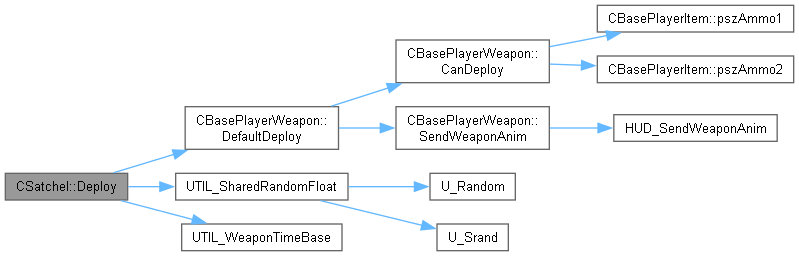 CSatchel::Deploy
CBasePlayerWeapon::
DefaultDeploy
CBasePlayerWeapon::
CanDeploy
CBasePlayerItem::pszAmmo1
CBasePlayerItem::pszAmmo2
CBasePlayerWeapon::
SendWeaponAnim
HUD_SendWeaponAnim
UTIL_SharedRandomFloat
U_Random
U_Srand
UTIL_WeaponTimeBase